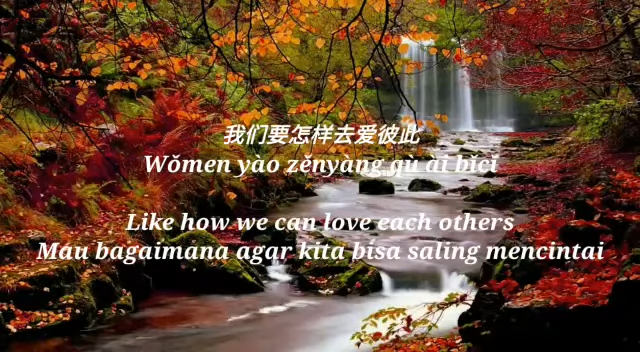 我们要怎样去爱彼此
Wǒmen yào zěnyàng qù ài bǐcǐ
Like how we can love each others
Mau bagaimana agar kita bisa saling mencintai